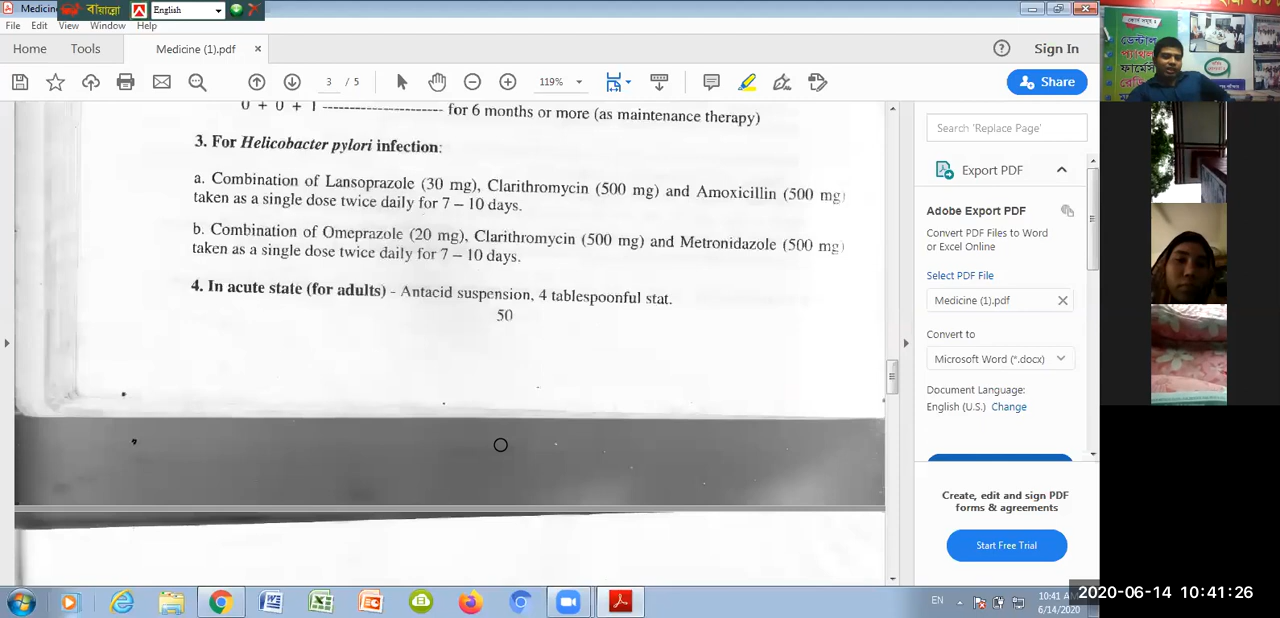 Medicin
বায়ান্নো
English
File Edit View Window Help
Home Tools Medicine (1).pdf × Sign In
3 / 5 119% Share
0 + 0 + 1 ---------------------- for 6 months or more (as maintenance therapy)
3. For Helicobacter pylori infection:
a. Combination of Lansoprazole (30 mg), Clarithromycin (500 mg) and Amoxicillin (500 mg)
taken as a single dose twice daily for 7 – 10 days.
b. Combination of Omeprazole (20 mg), Clarithromycin (500 mg) and Metronidazole (500 mg)
taken as a single dose twice daily for 7 – 10 days.
4. In acute state (for adults) - Antacid suspension, 4 tablespoonful stat.
50
Search 'Replace Page'
Export PDF
Adobe Export PDF
Convert PDF Files to Word
or Excel Online
Select PDF File
Medicine (1).pdf
Convert to
Microsoft Word (*.docx)
Document Language:
English (U.S.) Change
Create, edit and sign PDF
forms & agreements
Start Free Trial
ডেন্টাল
ফার্মেসী
EN
10:41 AM
6/14/2020
2020-06-14 10:41:26